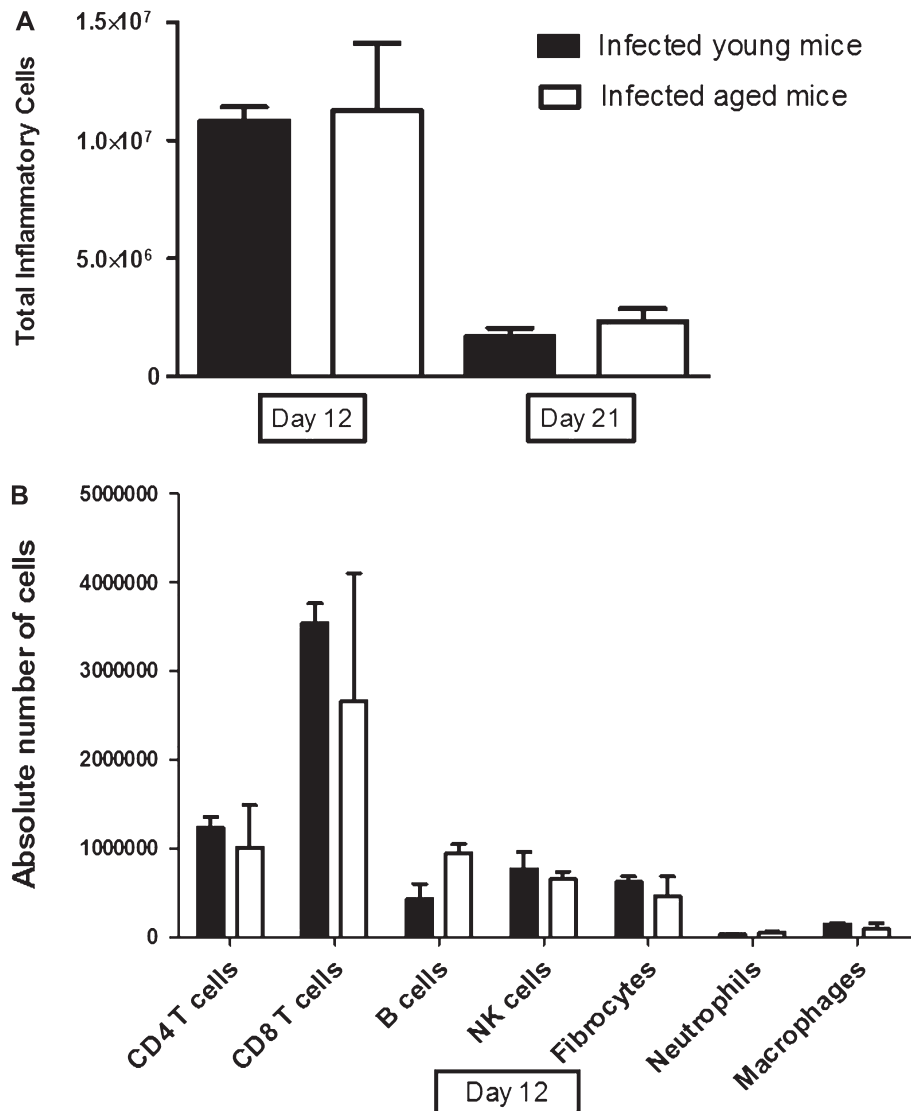 A
Total Inflammatory Cells
1.5×10⁷
1.0×10⁷
5.0×10⁶
0
Infected young mice
Infected aged mice
Day 12
Day 21
B
Absolute number of cells
5000000
4000000
3000000
2000000
1000000
0
CD4 T cells
CD8 T cells
B cells
NK cells
Fibrocytes
Neutrophils
Macrophages
Day 12